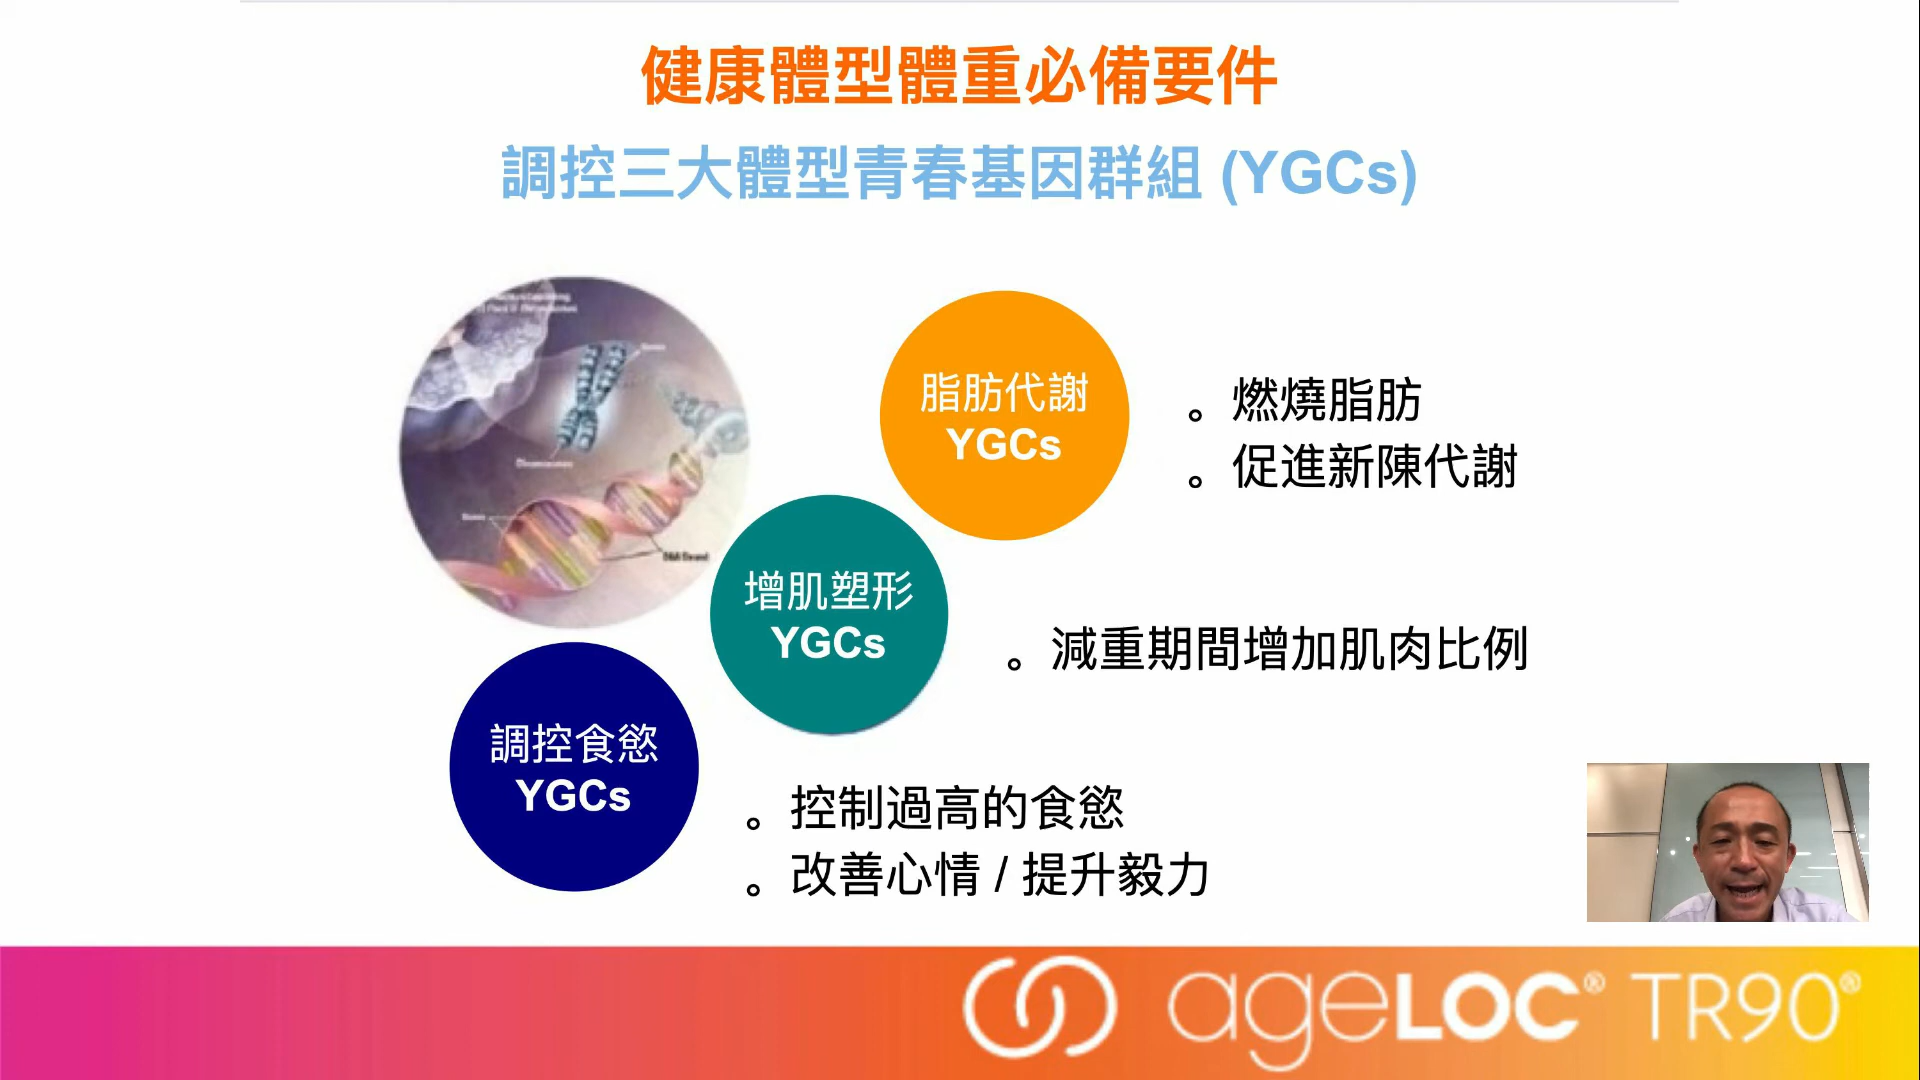 健康體型體重必備要件
調控三大體型青春基因群組 (YGCs)
脂肪代謝
YGCs
。燃燒脂肪
。促進新陳代謝
增肌塑形
YGCs
。減重期間增加肌肉比例
調控食慾
YGCs
。控制過高的食慾
。改善心情 / 提升毅力
DNA Strand
ageLOC® TR90®